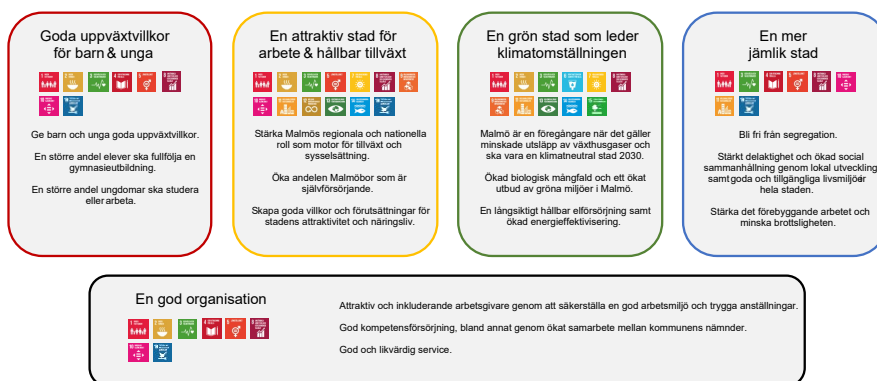 Goda uppväxtvillkor
för barn & unga
Ge barn och unga goda uppväxtvillkor.
En större andel elever ska fullfölja en
gymnasieutbildning.
En större andel ungdomar ska studera
eller arbeta.
En attraktiv stad för
arbete & hållbar tillväxt
Stärka Malmös regionala och nationella
roll som motor för tillväxt och
sysselsättning.
Öka andelen Malmöbor som är
självförsörjande.
Skapa goda villkor och förutsättningar för
stadens attraktivitet och näringsliv.
En grön stad som leder
klimatomställningen
Malmö är en föregångare när det gäller
minskade utsläpp av växthusgaser och
ska vara en klimatneutral stad 2030.
Ökad biologisk mångfald och ett ökat
utbud av gröna miljöer i Malmö.
En långsiktigt hållbar elförsörjning samt
ökad energieffektivisering.
En mer
jämlik stad
Bli fri från segregation.
Stärkt delaktighet och ökad social
sammanhållning genom lokal utveckling
samt goda och tillgängliga livsmiljöer i
hela staden.
Stärka det förebyggande arbetet och
minska brottsligheten.
En god organisation
Attraktiv och inkluderande arbetsgivare genom att säkerställa en god arbetsmiljö och trygga anställningar.
God kompetensförsörjning, bland annat genom ökat samarbete mellan kommunens nämnder.
God och likvärdig service.